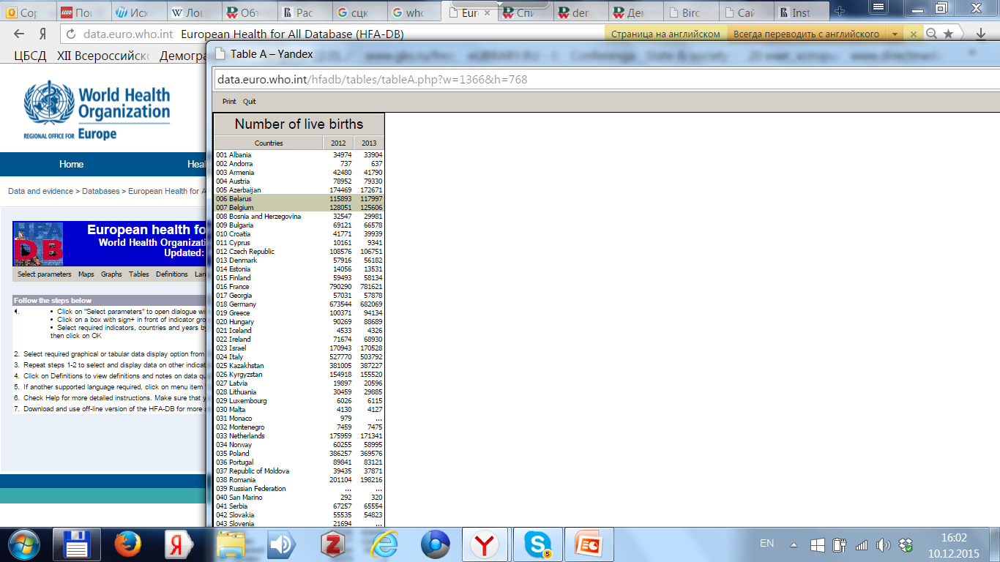 Сор
Пои
Исх
Лош
Обт
Рас
сцк
who
Euro
Спи
der
Дем
Birc
Сай
Inst
data.euro.who.int European Health for All Database (HFA-DB)
Страница на английском
Всегда переводить с английского
ЦБСД XII Всероссийско Демогра
Table A – Yandex
data.euro.who.int/hfadb/tables/tableA.php?w=1366&h=768
Print Quit
World Health
Organization
REGIONAL OFFICE FOR Europe
Home Heal
Data and evidence > Databases > European Health for A
HFA
DB
European health fo
World Health Organizati
Updated:
Select parameters Maps Graphs Tables Definitions Lan
Follow the steps below
• Click on "Select parameters" to open dialogue wi
• Click on a box with sign+ in front of indicator gro
• Select required indicators, countries and years by
then click on OK
2. Select required graphical or tabular data display option from
3. Repeat steps 1-2 to select and display data on other indicat
4. Click on Definitions to view definitions and notes on data qu
5. If another supported language required, click on menu item
6. Check Help for more detailed instructions. Make sure that y
7. Download and use off-line version of the HFA-DB for more
Number of live births
Countries 2012 2013
001 Albania 34974 33904
002 Andorra 737 637
003 Armenia 42480 41790
004 Austria 78952 79330
005 Azerbaijan 174469 172671
006 Belarus 115893 117997
007 Belgium 128051 125606
008 Bosnia and Herzegovina 32547 29981
009 Bulgaria 69121 66578
010 Croatia 41771 39939
011 Cyprus 10161 9341
012 Czech Republic 108576 106751
013 Denmark 57916 56182
014 Estonia 14056 13531
015 Finland 59493 58134
016 France 790290 781621
017 Georgia 57031 57878
018 Germany 673544 682069
019 Greece 100371 94134
020 Hungary 90269 88689
021 Iceland 4533 4326
022 Ireland 71674 68930
023 Israel 170943 170528
024 Italy 527770 503792
025 Kazakhstan 381005 387227
026 Kyrgyzstan 154918 155520
027 Latvia 19897 20596
028 Lithuania 30459 29885
029 Luxembourg 6026 6115
030 Malta 4130 4127
031 Monaco 979 ...
032 Montenegro 7459 7475
033 Netherlands 175959 171341
034 Norway 60255 58995
035 Poland 386257 369576
036 Portugal 89841 83121
037 Republic of Moldova 39435 37871
038 Romania 201104 198216
039 Russian Federation ... ...
040 San Marino 292 320
041 Serbia 67257 65554
042 Slovakia 55535 54823
043 Slovenia 21694 ...
EN
16:02
10.12.2015